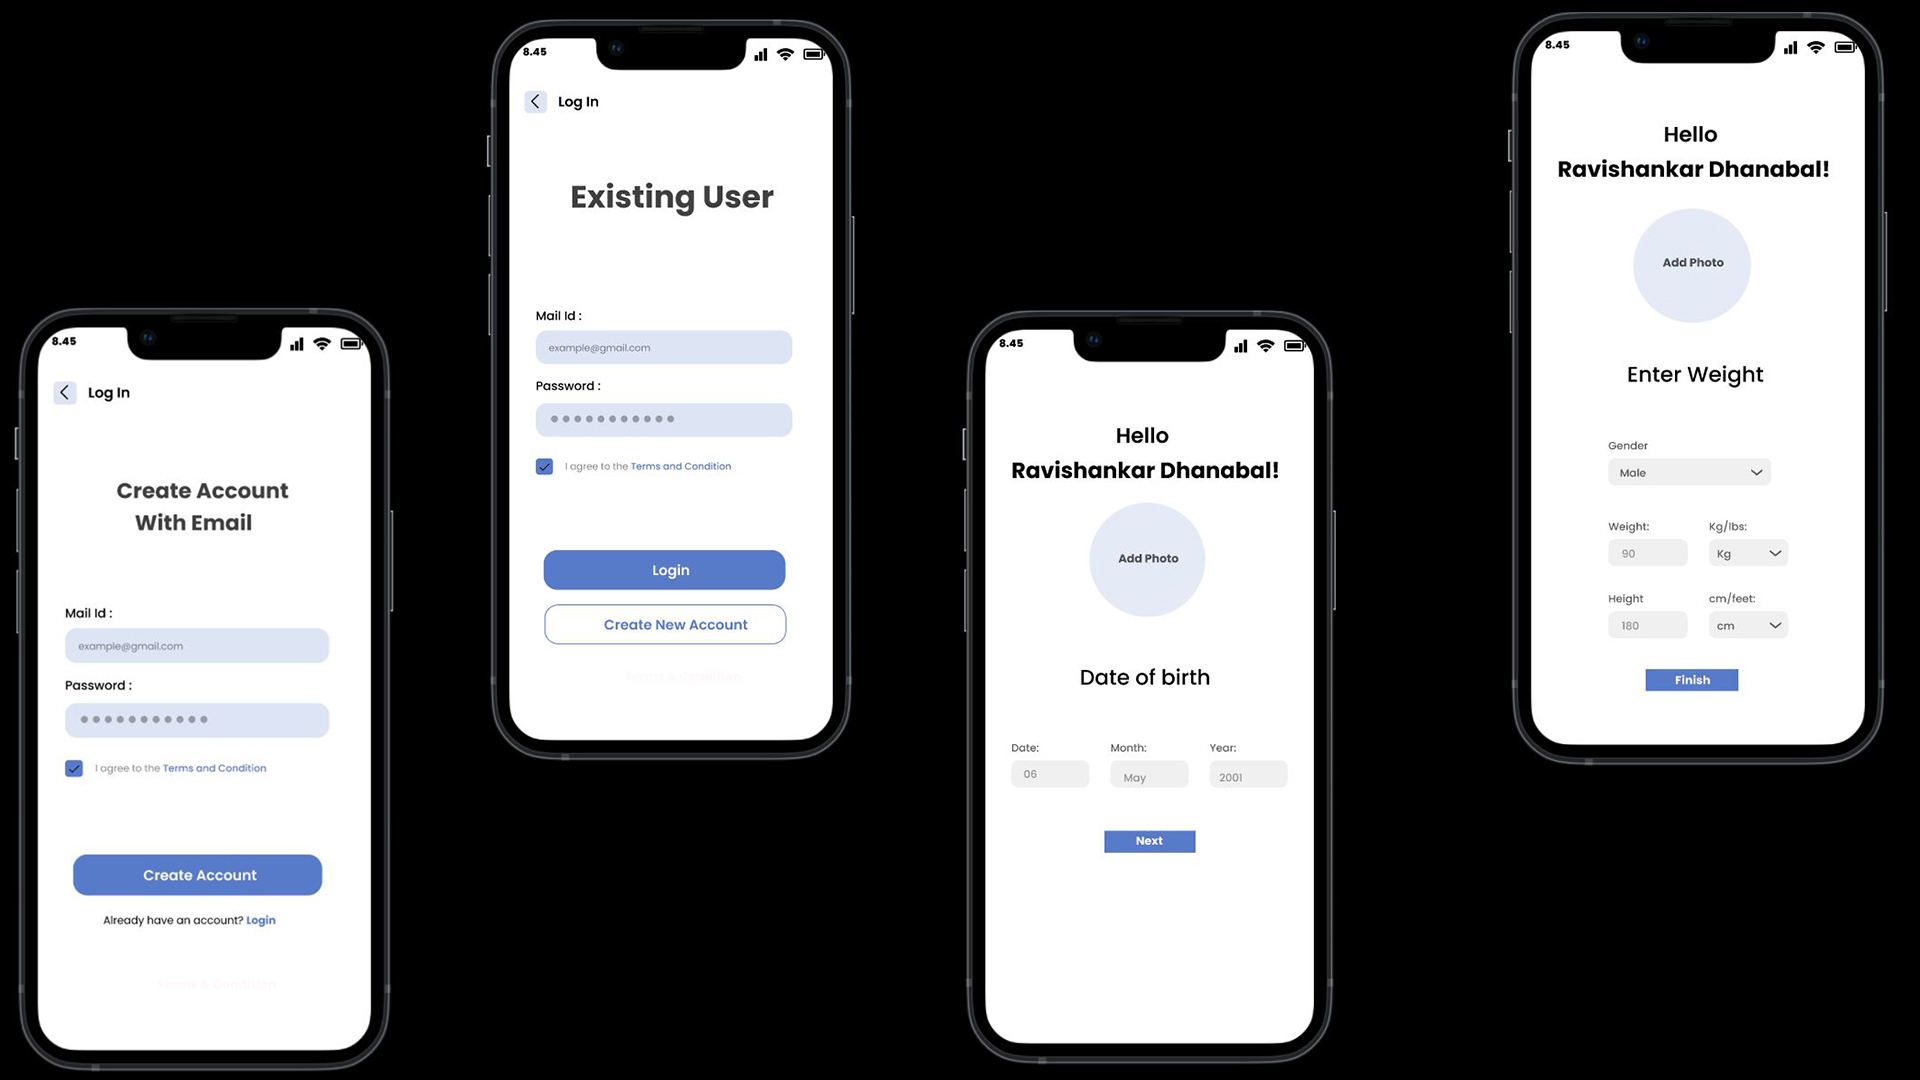 8.45
Log In
Create Account
With Email
Mail Id :
example@gmail.com
Password :
I agree to the Terms and Condition
Create Account
Already have an account? Login
Terms & Condition
8.45
Log In
Existing User
Mail Id :
example@gmail.com
Password :
I agree to the Terms and Condition
Login
Create New Account
Terms & Condition
8.45
Hello
Ravishankar Dhanabal!
Add Photo
Date of birth
Date: Month: Year:
06 May 2001
Next
8.45
Hello
Ravishankar Dhanabal!
Add Photo
Enter Weight
Gender
Male
Weight: Kg/lbs:
90 Kg
Height cm/feet:
180 cm
Finish